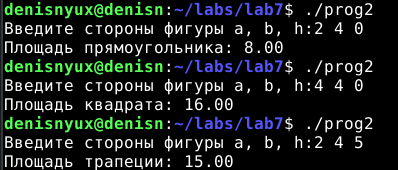 denisnyux@denisn:~/labs/lab7$ ./prog2
Введите стороны фигуры a, b, h:2 4 0
Площадь прямоугольника: 8.00
denisnyux@denisn:~/labs/lab7$ ./prog2
Введите стороны фигуры a, b, h:4 4 0
Площадь квадрата: 16.00
denisnyux@denisn:~/labs/lab7$ ./prog2
Введите стороны фигуры a, b, h:2 4 5
Площадь трапеции: 15.00